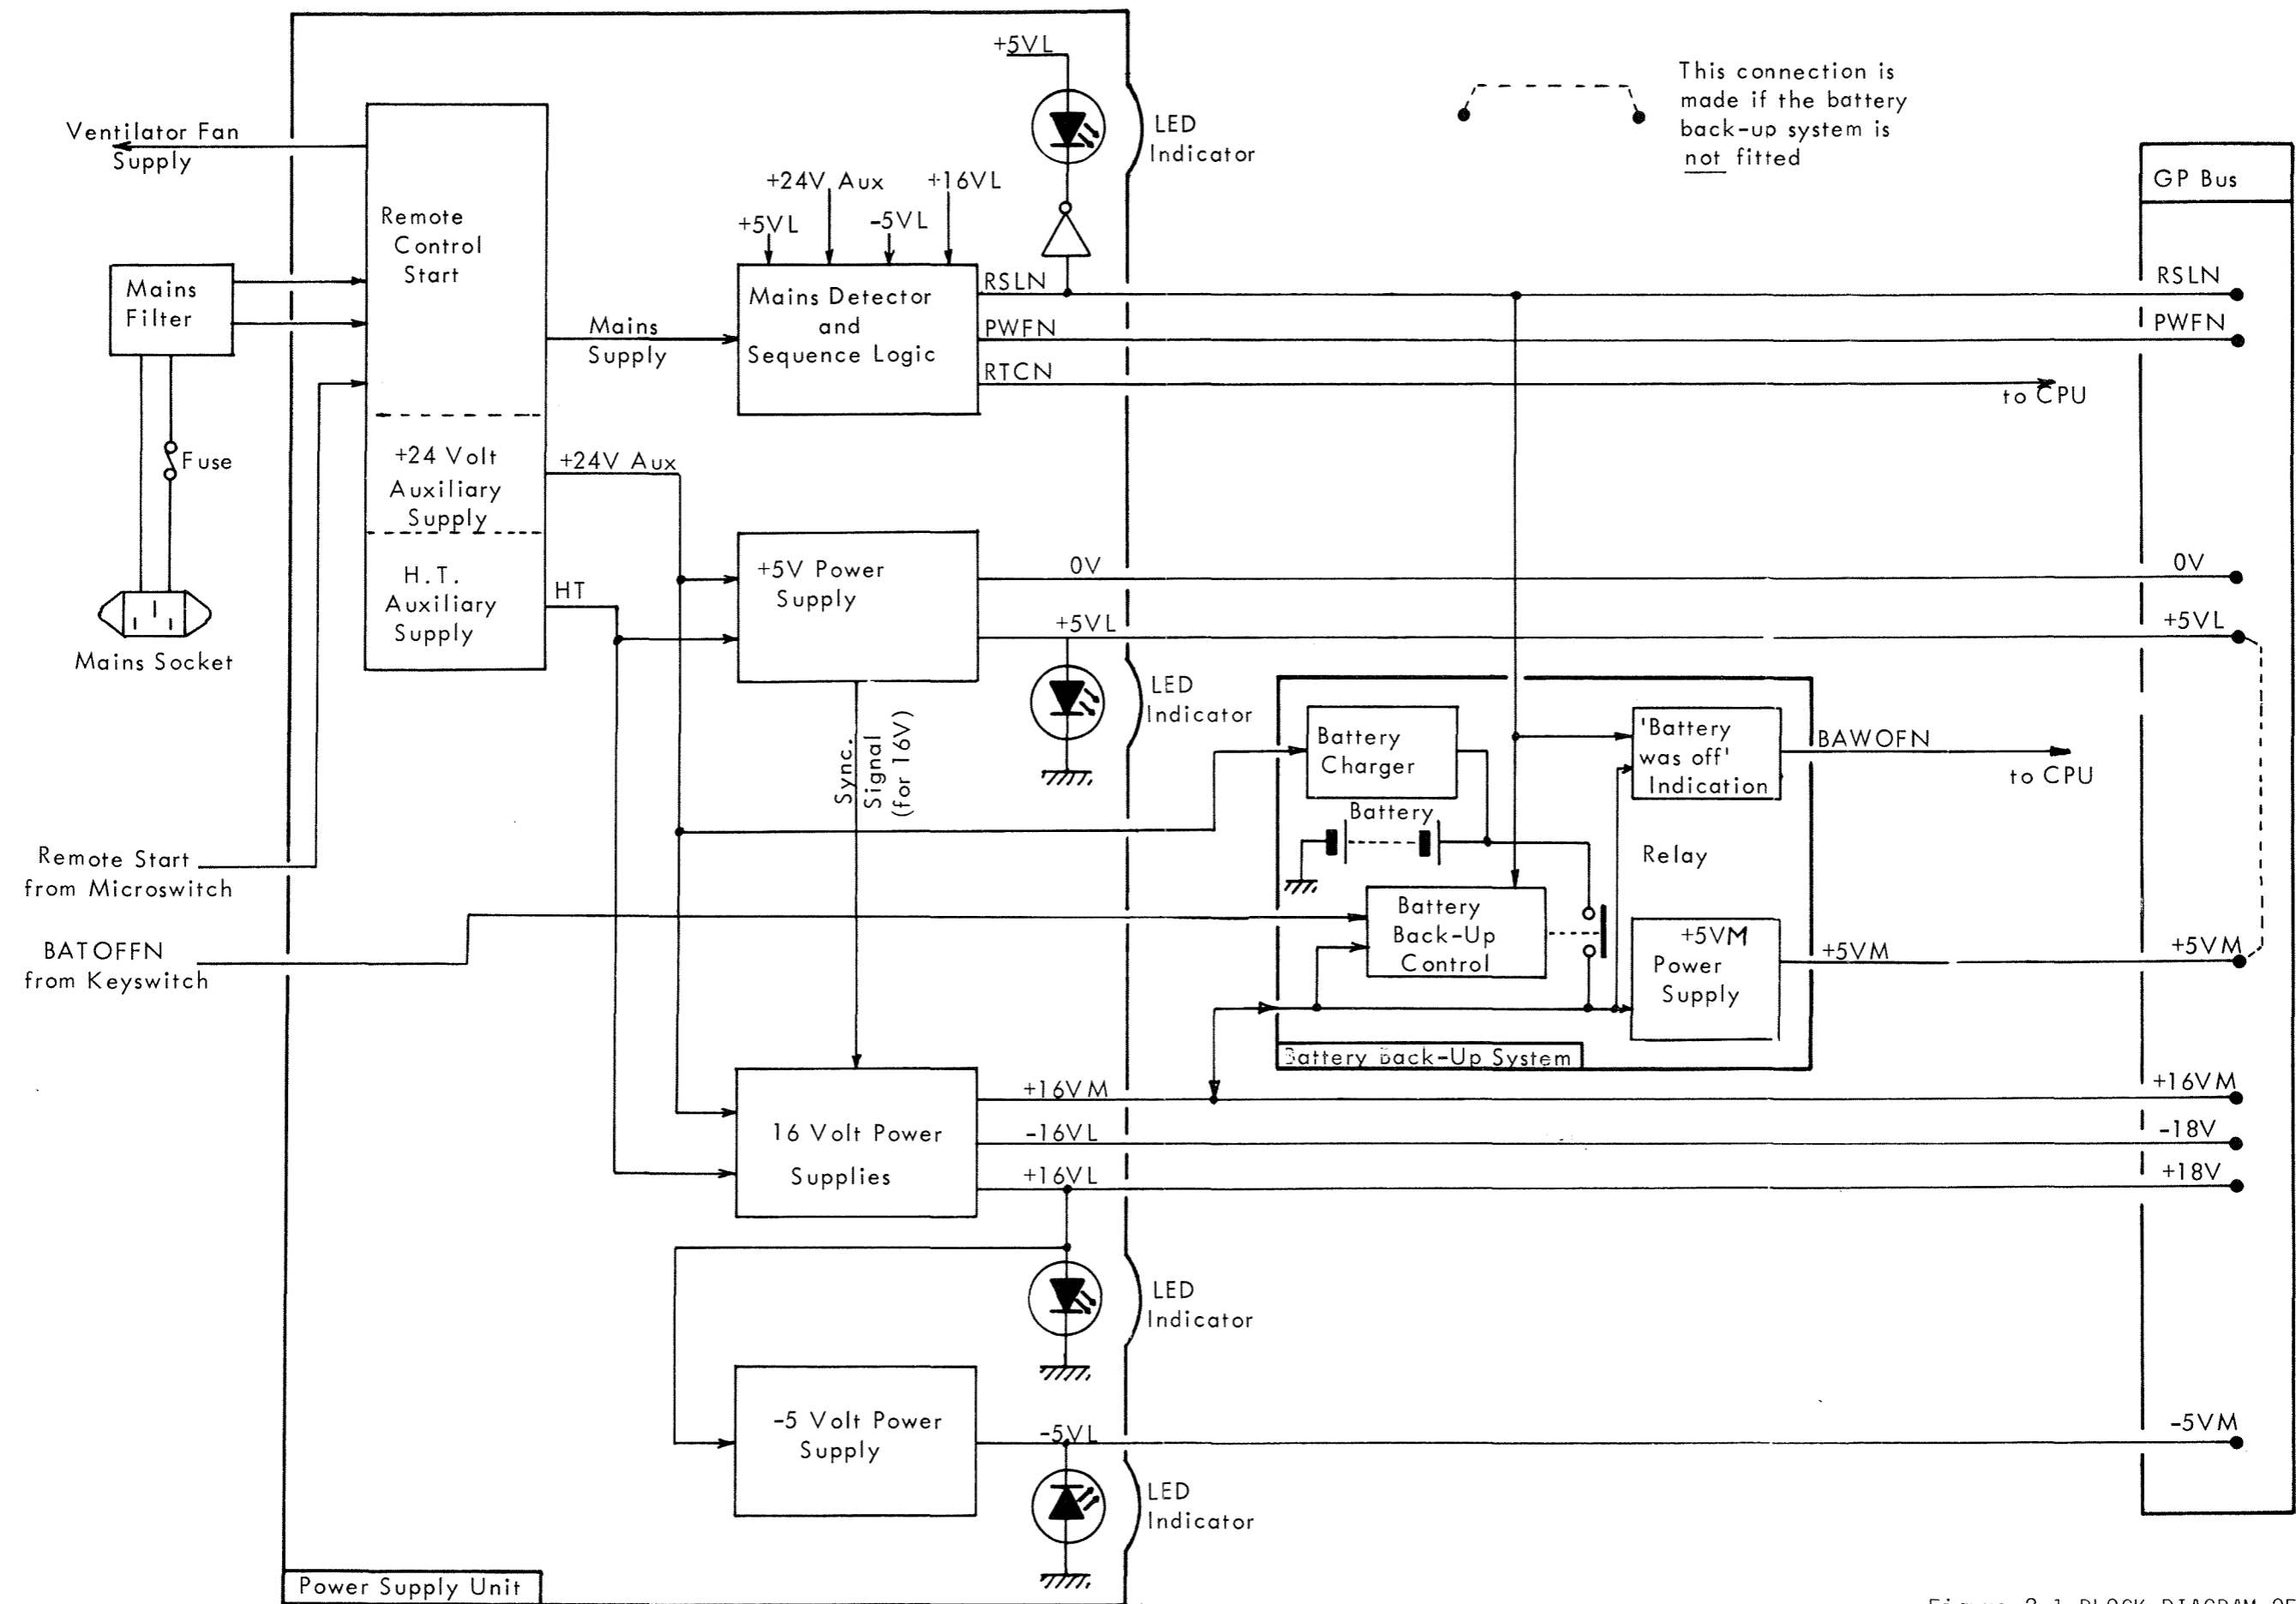 +5VL
This connection is
made if the battery
back-up system is
not fitted
LED
Indicator
GP Bus
Ventilator Fan
Supply
Remote
Control
Start
+24V Aux
+16VL
+5VL
-5VL
Mains
Filter
Mains Detector
and
Sequence Logic
RSLN
PWFN
RTCN
RSLN
PWFN
Mains
Supply
to CPU
Fuse
+24 Volt
Auxiliary
Supply
+24V Aux
H.T.
Auxiliary
Supply
HT
+5V Power
Supply
0V
+5VL
0V
+5VL
Mains Socket
LED
Indicator
Sync.
Signal
(for 16V)
Battery
Charger
'Battery
was off'
Indication
BAWOFN
to CPU
Battery
Relay
Remote Start
from Microswitch
BATOFFN
from Keyswitch
Battery
Back-Up
Control
+5VM
Power
Supply
+5VM
+5VM
Battery Back-Up System
16 Volt Power
Supplies
+16VM
-16VL
+16VL
+16VM
-18V
+18V
LED
Indicator
-5 Volt Power
Supply
-5VL
-5VM
LED
Indicator
Power Supply Unit
Figure 2.1 BLOCK DIAGRAM OF